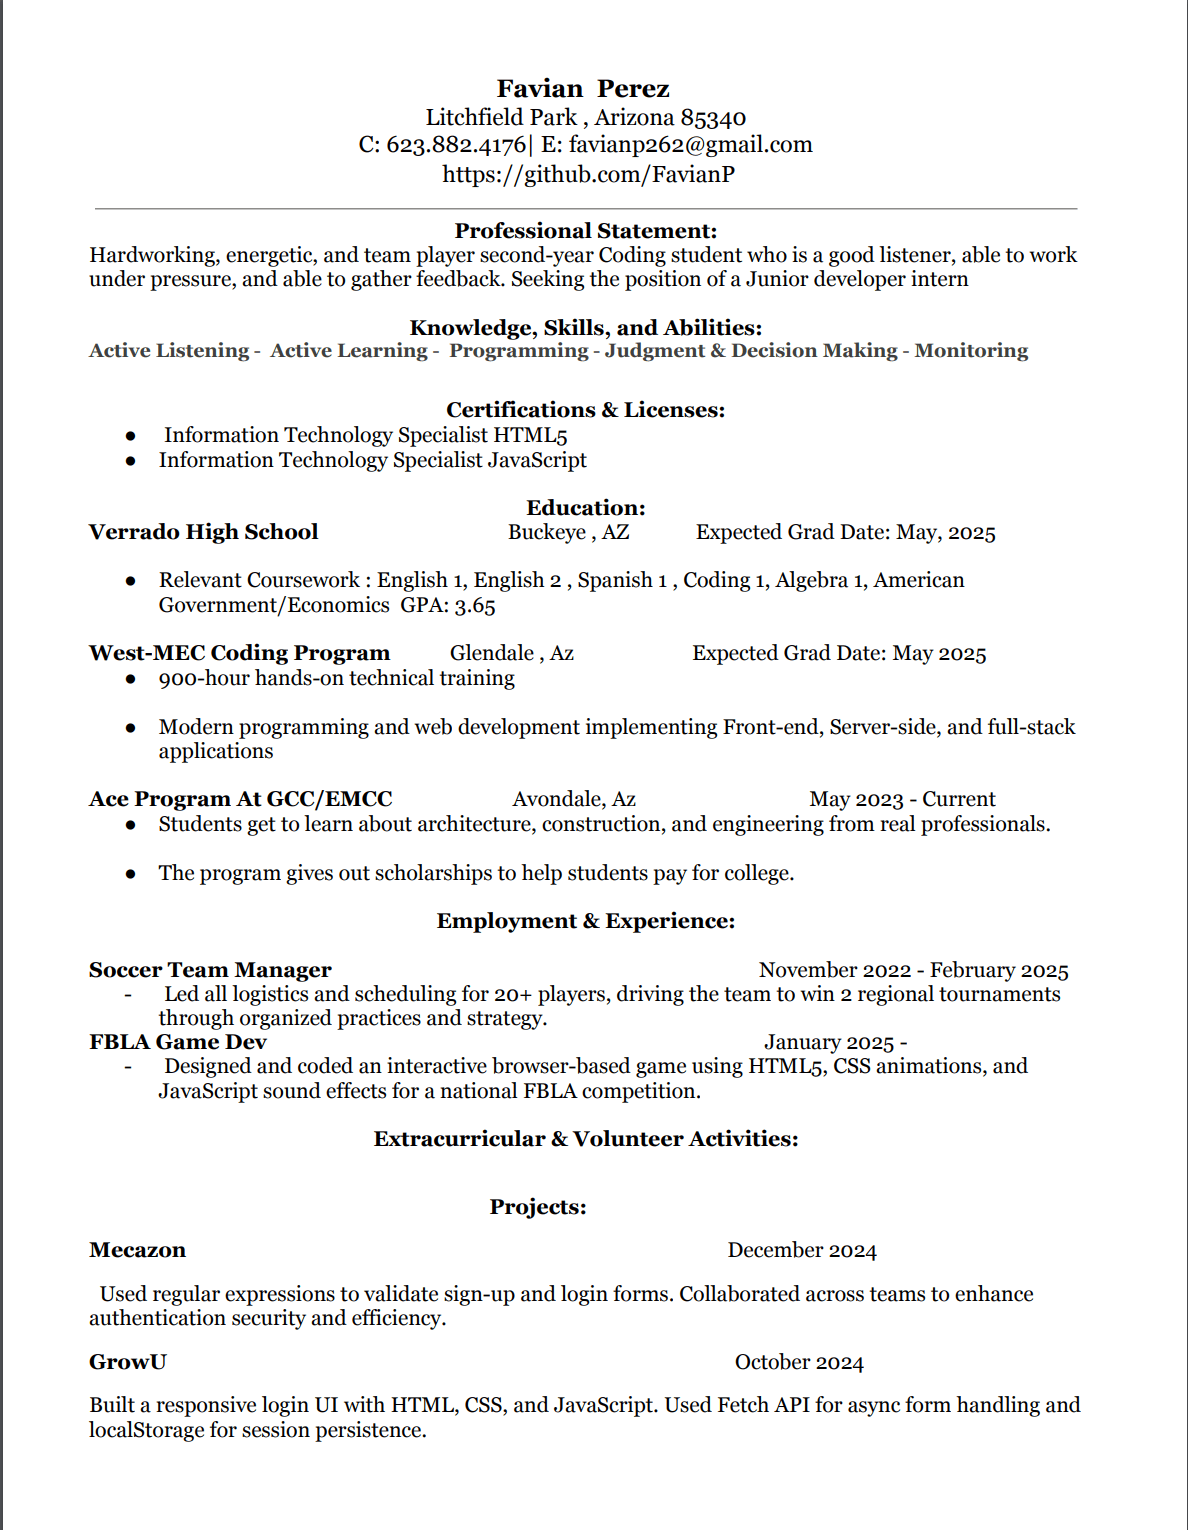 Favian Perez
Litchfield Park , Arizona 85340
C: 623.882.4176| E: favianp262@gmail.com
https://github.com/FavianP
Professional Statement:
Hardworking, energetic, and team player second-year Coding student who is a good listener, able to work
under pressure, and able to gather feedback. Seeking the position of a Junior developer intern
Knowledge, Skills, and Abilities:
Active Listening - Active Learning - Programming - Judgment & Decision Making - Monitoring
Certifications & Licenses:
● Information Technology Specialist HTML5
● Information Technology Specialist JavaScript
Education:
Verrado High School Buckeye , AZ Expected Grad Date: May, 2025
● Relevant Coursework : English 1, English 2 , Spanish 1 , Coding 1, Algebra 1, American
Government/Economics GPA: 3.65
West-MEC Coding Program Glendale , Az Expected Grad Date: May 2025
● 900-hour hands-on technical training
● Modern programming and web development implementing Front-end, Server-side, and full-stack
applications
Ace Program At GCC/EMCC Avondale, Az May 2023 - Current
● Students get to learn about architecture, construction, and engineering from real professionals.
● The program gives out scholarships to help students pay for college.
Employment & Experience:
Soccer Team Manager November 2022 - February 2025
- Led all logistics and scheduling for 20+ players, driving the team to win 2 regional tournaments
through organized practices and strategy.
FBLA Game Dev January 2025 -
- Designed and coded an interactive browser-based game using HTML5, CSS animations, and
JavaScript sound effects for a national FBLA competition.
Extracurricular & Volunteer Activities:
Projects:
Mecazon December 2024
Used regular expressions to validate sign-up and login forms. Collaborated across teams to enhance
authentication security and efficiency.
GrowU October 2024
Built a responsive login UI with HTML, CSS, and JavaScript. Used Fetch API for async form handling and
localStorage for session persistence.